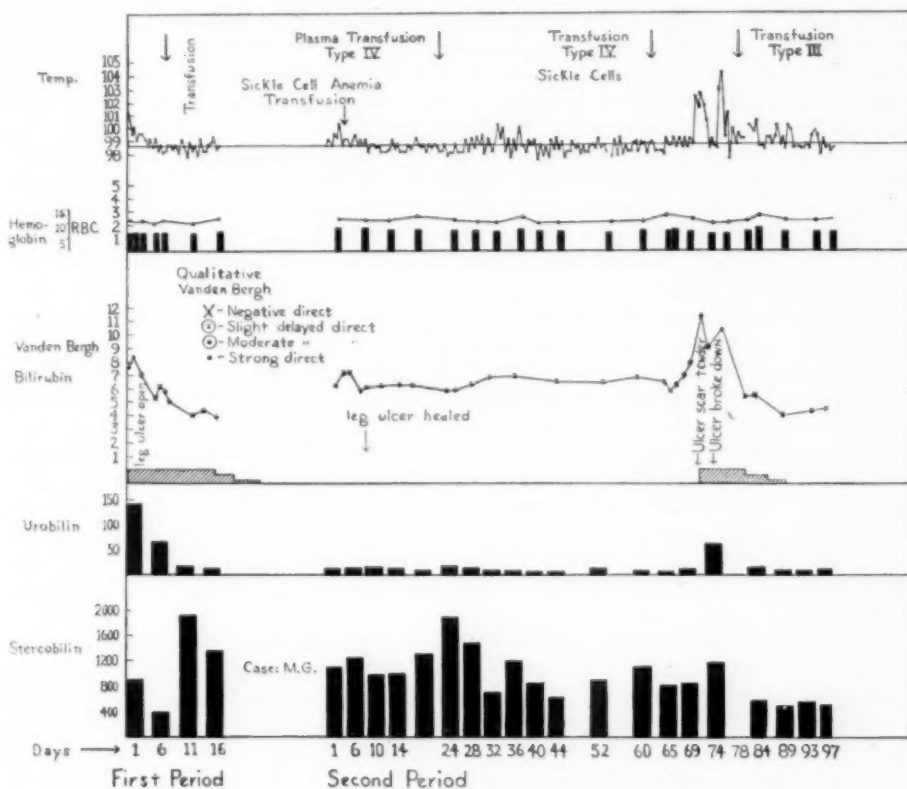 Plasma Transfusion
Type IV
Transfusion
Type IV
Transfusion
Type III
Transfusion
Sickle Cells
Sickle Cell Anemia
Transfusion
Temp.
105
104
103
102
101
100
99
98
5
4
3
2
1
Hemo-
globin
15
10
5
RBC
Qualitative
Vanden Bergh
X - Negative direct
- Slight delayed direct
- Moderate " "
- Strong direct
12
11
10
9
8
7
6
5
4
3
2
1
Vanden Bergh
Bilirubin
leg ulcer open
leg ulcer healed
Ulcer scar tender
Ulcer broke down
Urobilin
150
100
50
Stercobilin
2000
1600
1200
800
400
Case: M.G.
Days
1 6 11 16 1 6 10 14 24 28 32 36 40 44 52 60 65 69 74 78 84 89 93 97
First Period Second Period